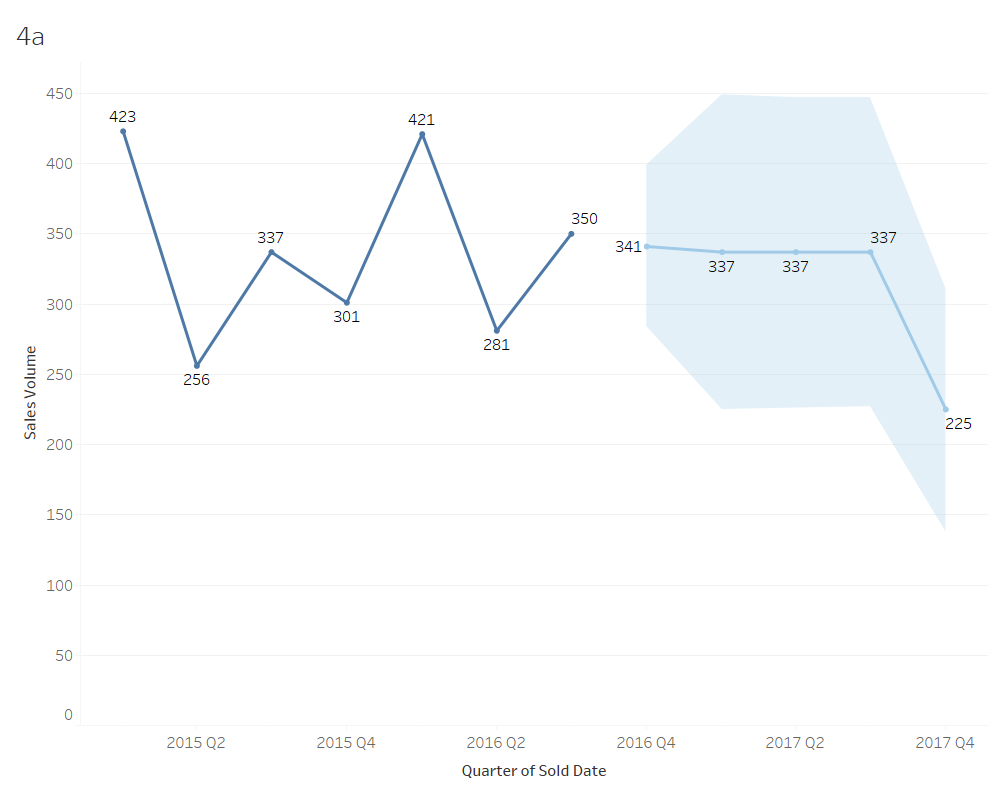 4a
450
400
350
300
250
200
150
100
50
0
Sales Volume
423
256
337
301
421
281
350
341
337
337
337
225
2015 Q2
2015 Q4
2016 Q2
2016 Q4
2017 Q2
2017 Q4
Quarter of Sold Date